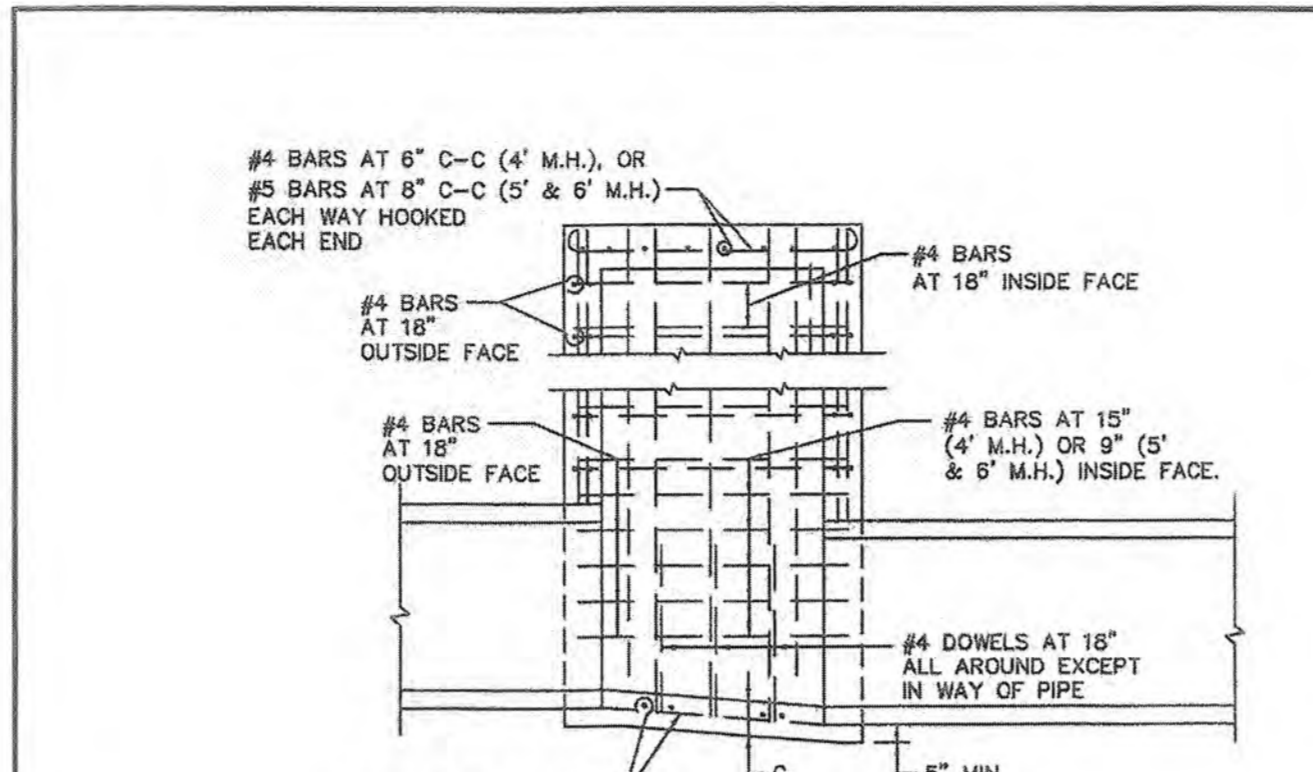 #4 BARS AT 6" C-C (4' M.H.), OR
#5 BARS AT 8" C-C (5' & 6' M.H.)
EACH WAY HOOKED
EACH END
#4 BARS
AT 18" INSIDE FACE
#4 BARS
AT 18"
OUTSIDE FACE
#4 BARS
AT 18"
OUTSIDE FACE
#4 BARS AT 15"
(4' M.H.) OR 9" (5'
& 6' M.H.) INSIDE FACE.
#4 DOWELS AT 18"
ALL AROUND EXCEPT
IN WAY OF PIPE
5" MIN